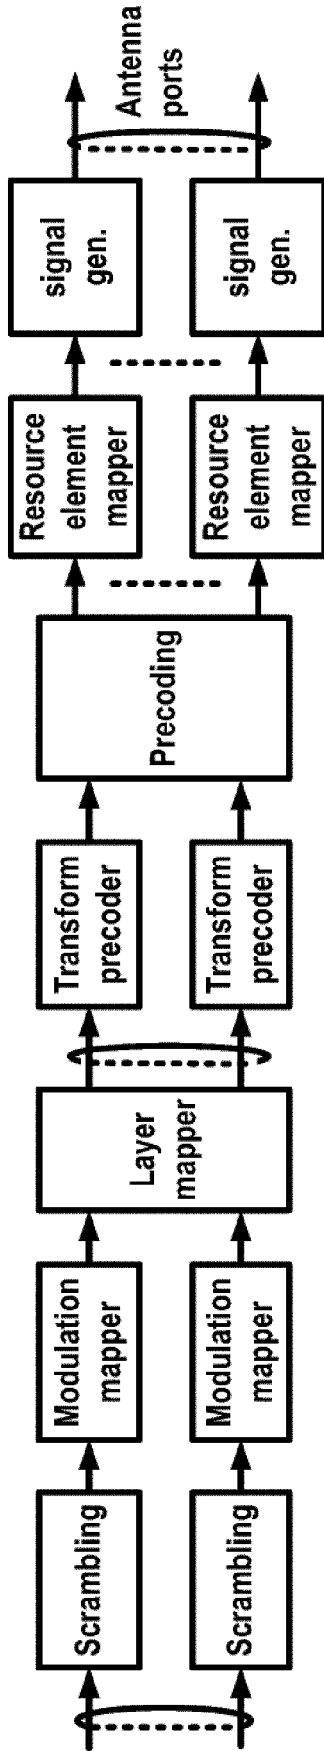 Scrambling
Scrambling
Modulation
mapper
Modulation
mapper
Layer
mapper
Transform
precoder
Transform
precoder
Precoding
Resource
element
mapper
Resource
element
mapper
signal
gen.
signal
gen.
Antenna
ports